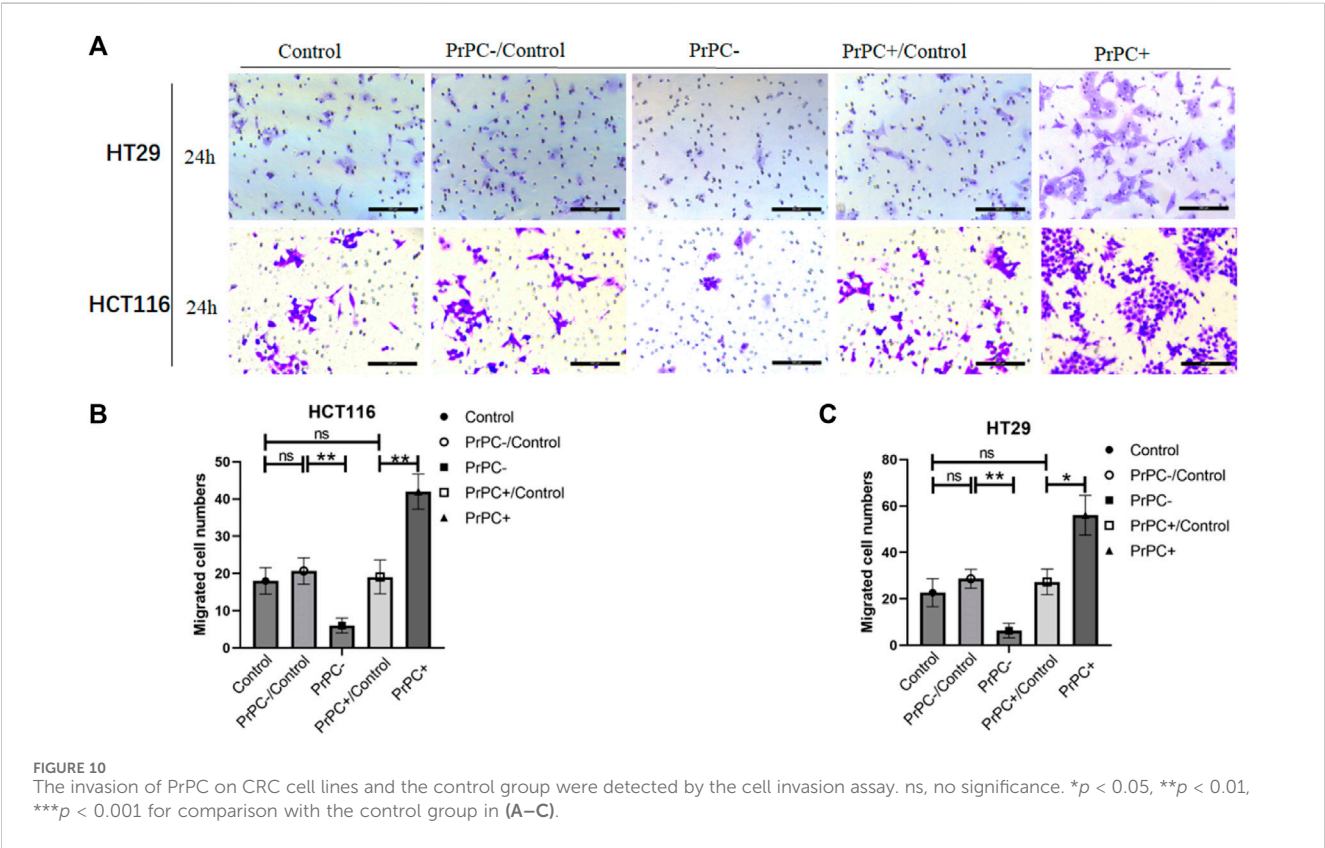 A
Control PrPC-/Control PrPC- PrPC+/Control PrPC+
HT29 24h
HCT116 24h
B
HCT116
ns
ns ** **
Migrated cell numbers
50
40
30
20
10
0
Control PrPC-/Control PrPC- PrPC+/Control PrPC+
Control
PrPC-/Control
PrPC-
PrPC+/Control
PrPC+
C
HT29
ns
ns ** *
Migrated cell numbers
80
60
40
20
0
Control PrPC-/Control PrPC- PrPC+/Control PrPC+
Control
PrPC-/Control
PrPC-
PrPC+/Control
PrPC+
FIGURE 10
The invasion of PrPC on CRC cell lines and the control group were detected by the cell invasion assay. ns, no significance. *p < 0.05, **p < 0.01,
***p < 0.001 for comparison with the control group in (A–C).